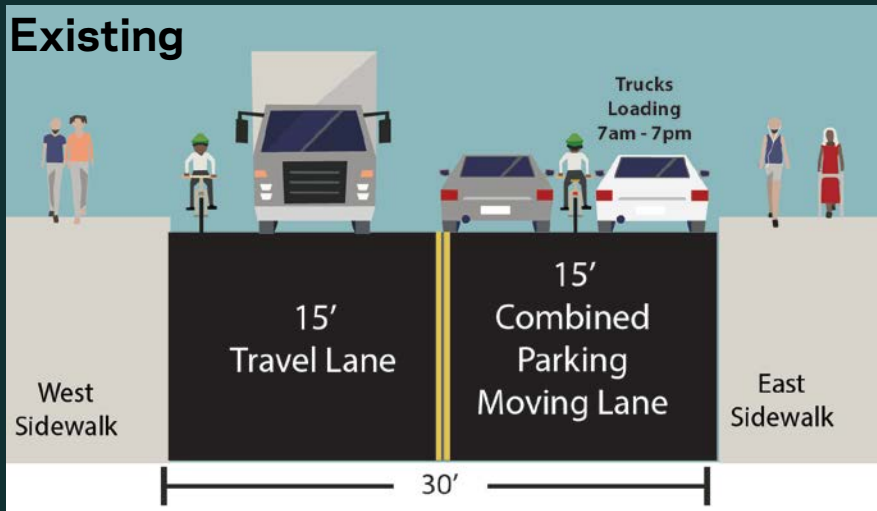 Existing
Trucks
Loading
7am - 7pm
15'
Travel Lane
15'
Combined
Parking
Moving Lane
West
Sidewalk
East
Sidewalk
30'